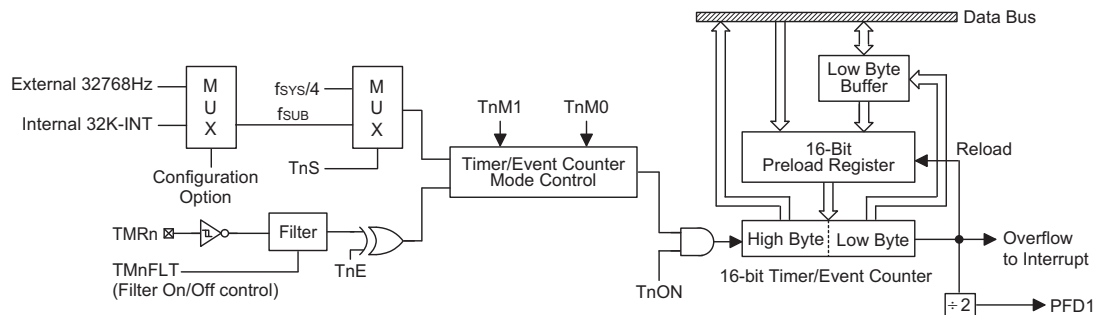 Data Bus
External 32768Hz
Internal 32K-INT
M
U
X
fSUB
Configuration
Option
fSYS/4
M
U
X
TnS
TnM1
TnM0
Timer/Event Counter
Mode Control
Low Byte
Buffer
16-Bit
Preload Register
Reload
TMRn
Filter
TMnFLT
(Filter On/Off control)
TnE
TnON
High Byte
Low Byte
16-bit Timer/Event Counter
Overflow
to Interrupt
÷ 2
PFD1